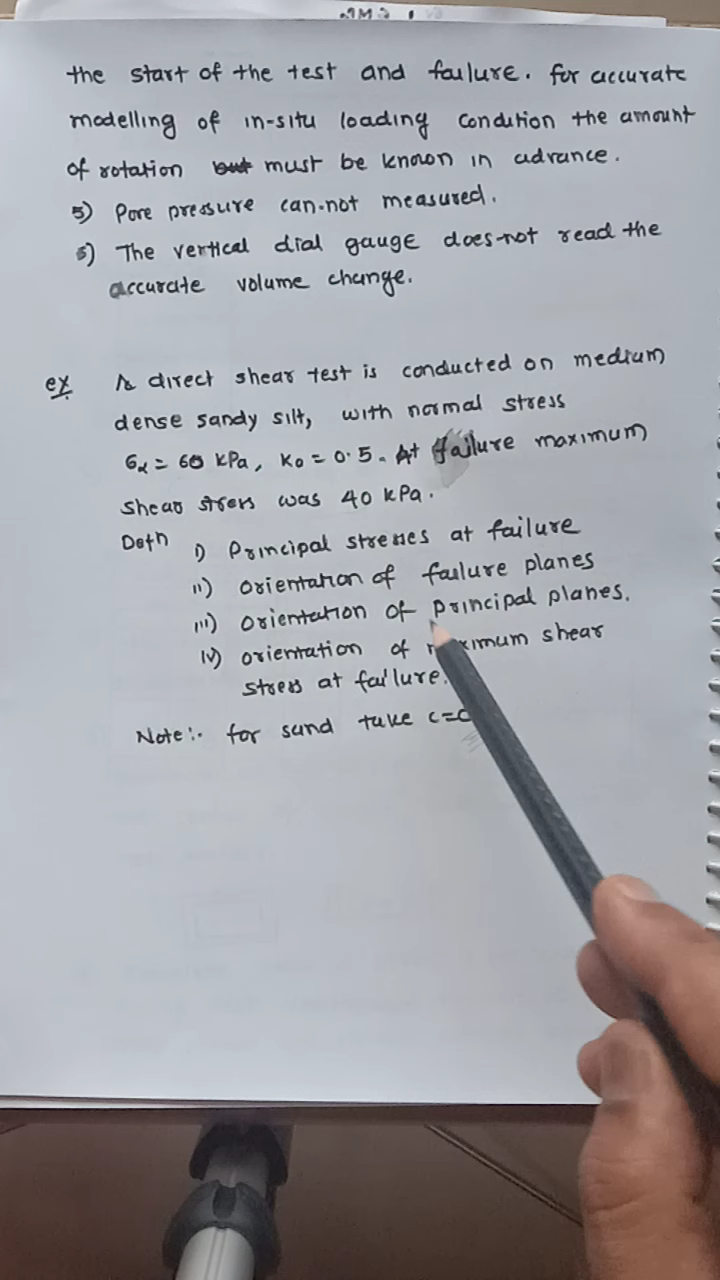 the start of the test and failure. for accurate
modelling of in-situ loading condition the amount
of rotation must be known in advance.
5) Pore pressure can-not measured.
6) The vertical dial gauge does-not read the
accurate volume change.
ex A direct shear test is conducted on medium
dense sandy silt, with normal stress
= 60 kPa, K0 = 0.5. At failure maximum
shear stress was 40 kPa.
Detn i) Principal stresses at failure
ii) orientation of failure planes
iii) orientation of principal planes.
iv) orientation of shear
stress at failure.
Note:- for sand take